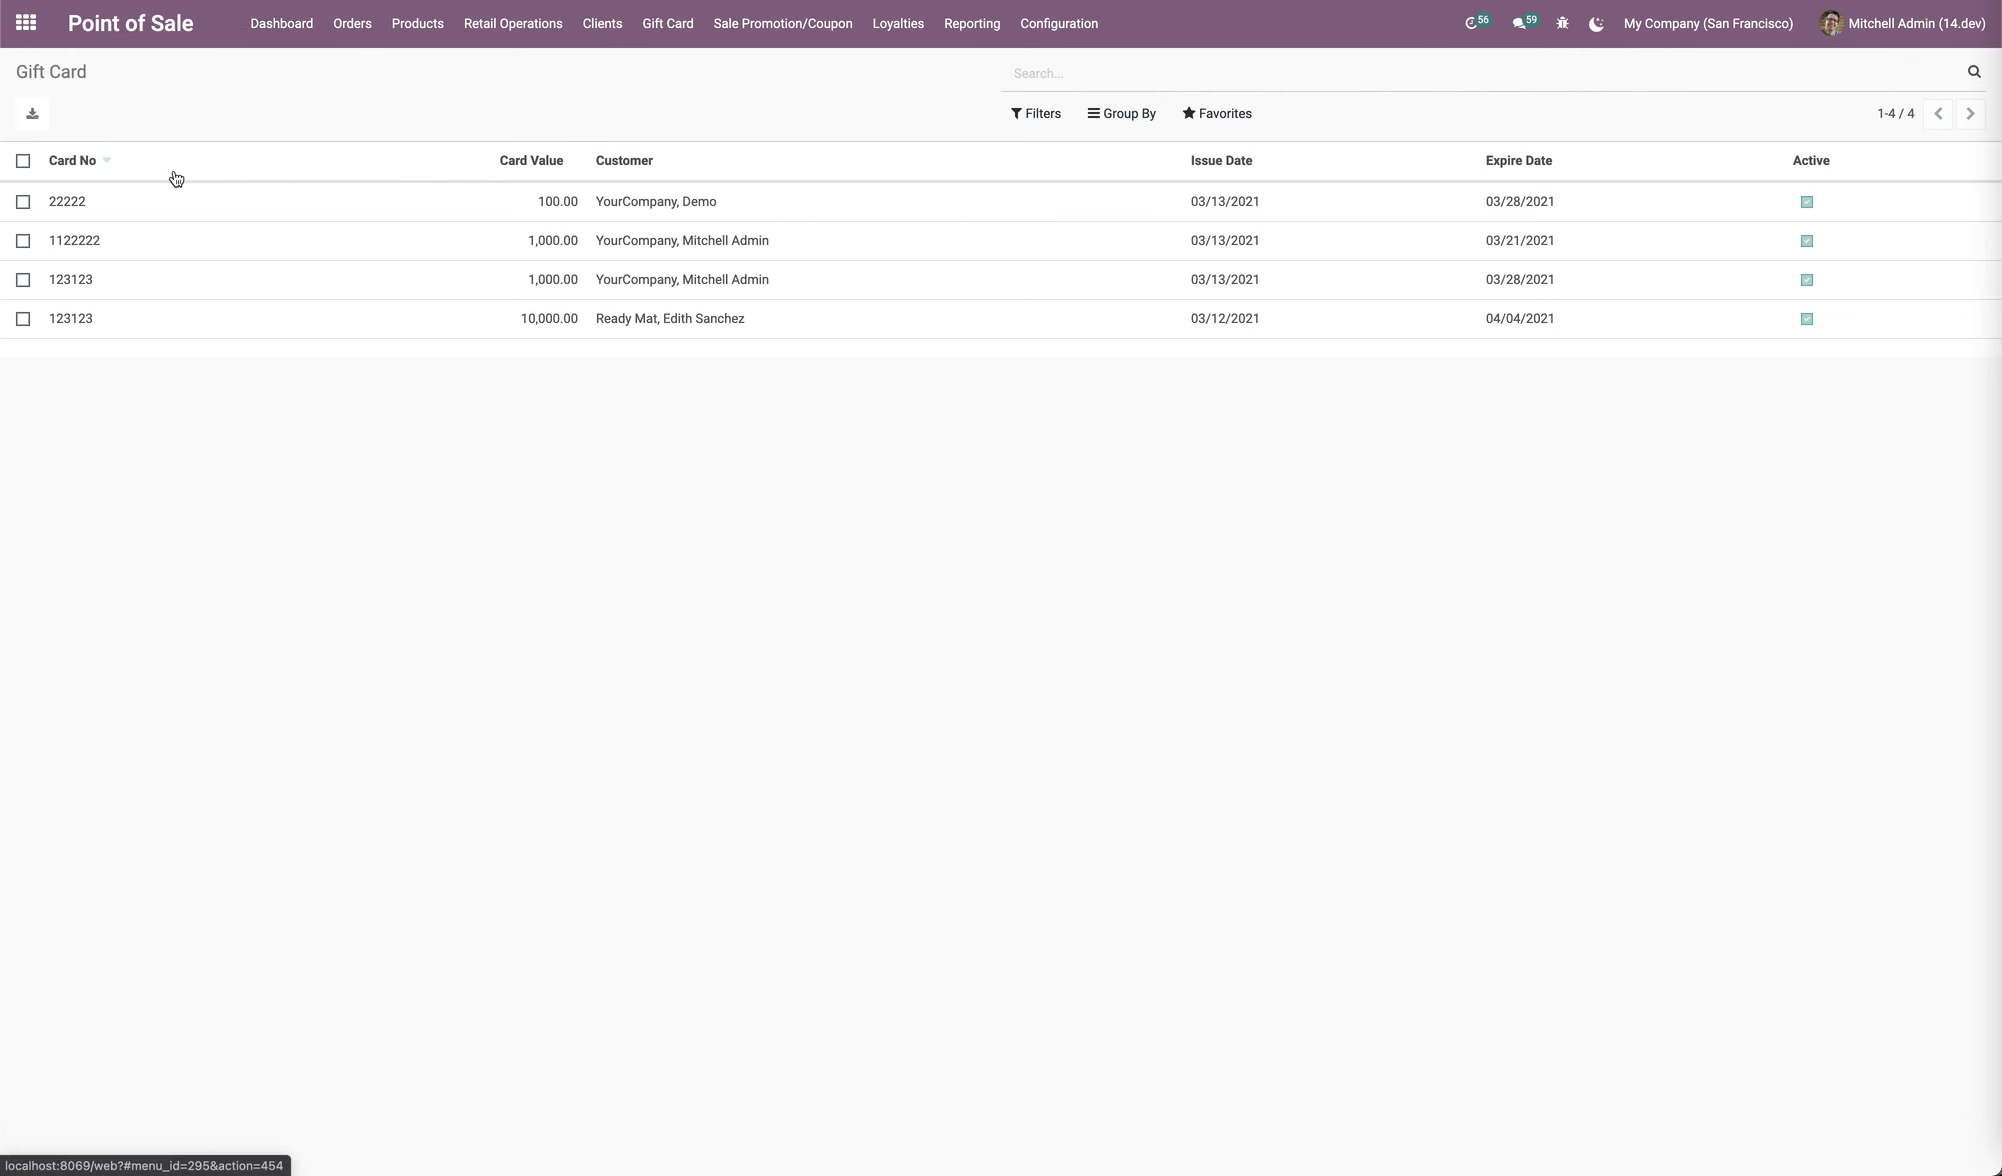 Point of Sale Dashboard Orders Products Retail Operations Clients Gift Card Sale Promotion/Coupon Loyalties Reporting Configuration 56 59 My Company (San Francisco) Mitchell Admin (14.dev)
Gift Card Search...
Filters Group By Favorites 1-4 / 4
Card No Card Value Customer Issue Date Expire Date Active
22222 100.00 YourCompany, Demo 03/13/2021 03/28/2021
1122222 1,000.00 YourCompany, Mitchell Admin 03/13/2021 03/21/2021
123123 1,000.00 YourCompany, Mitchell Admin 03/13/2021 03/28/2021
123123 10,000.00 Ready Mat, Edith Sanchez 03/12/2021 04/04/2021
localhost:8069/web?#menu_id=295&action=454